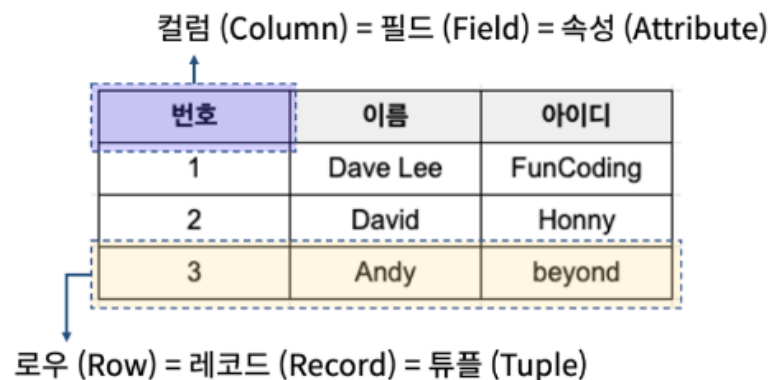 컬럼 (Column) = 필드 (Field) = 속성 (Attribute)
번호 이름 아이디
1 Dave Lee FunCoding
2 David Honny
3 Andy beyond
로우 (Row) = 레코드 (Record) = 튜플 (Tuple)